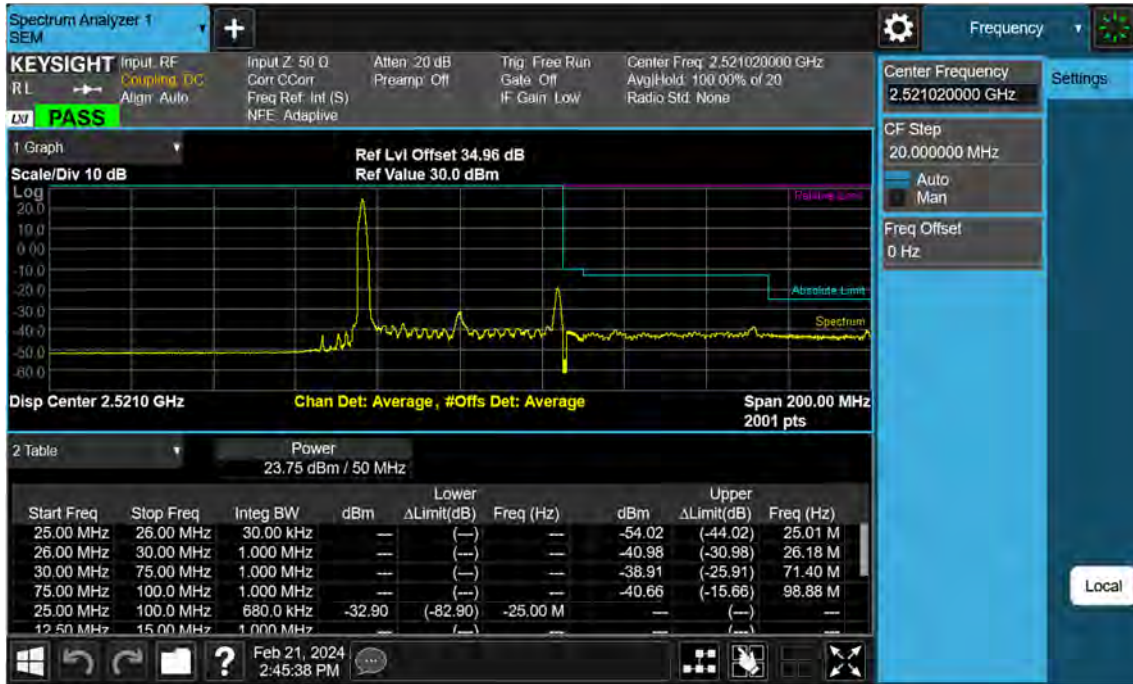 Spectrum Analyzer 1
SEM
+
Frequency
KEYSIGHT Input: RF Input Z: 50 Ω Atten: 20 dB Trig: Free Run Center Freq: 2.521020000 GHz
RL Coupling: DC Corr CCorr Preamp: Off Gate: Off Avg|Hold: 100.00% of 20
Align: Auto Freq Ref: Int (S) IF Gain: Low Radio Std: None
LXI PASS NFE: Adaptive
Center Frequency
2.521020000 GHz
Settings
CF Step
20.000000 MHz
Auto
Man
Freq Offset
0 Hz
1 Graph
Ref Lvl Offset 34.96 dB
Scale/Div 10 dB Ref Value 30.0 dBm
Log
20.0
10.0
0.00
-10.0
-20.0
-30.0
-40.0
-50.0
-60.0
Relative Limit
Absolute Limit
Spectrum
Disp Center 2.5210 GHz Chan Det: Average, #Offs Det: Average Span 200.00 MHz
2001 pts
2 Table
Power
23.75 dBm / 50 MHz
Lower Upper
Start Freq Stop Freq Integ BW dBm ΔLimit(dB) Freq (Hz) dBm ΔLimit(dB) Freq (Hz)
25.00 MHz 26.00 MHz 30.00 kHz --- (---) --- -54.02 (-44.02) 25.01 M
26.00 MHz 30.00 MHz 1.000 MHz --- (---) --- -40.98 (-30.98) 26.18 M
30.00 MHz 75.00 MHz 1.000 MHz --- (---) --- -38.91 (-25.91) 71.40 M
75.00 MHz 100.0 MHz 1.000 MHz --- (---) --- -40.66 (-15.66) 98.88 M
25.00 MHz 100.0 MHz 680.0 kHz -32.90 (-82.90) -25.00 M --- (---) ---
12.50 MHz 15.00 MHz 1.000 MHz --- (---) --- --- (---) ---
Local
?
Feb 21, 2024
2:45:38 PM